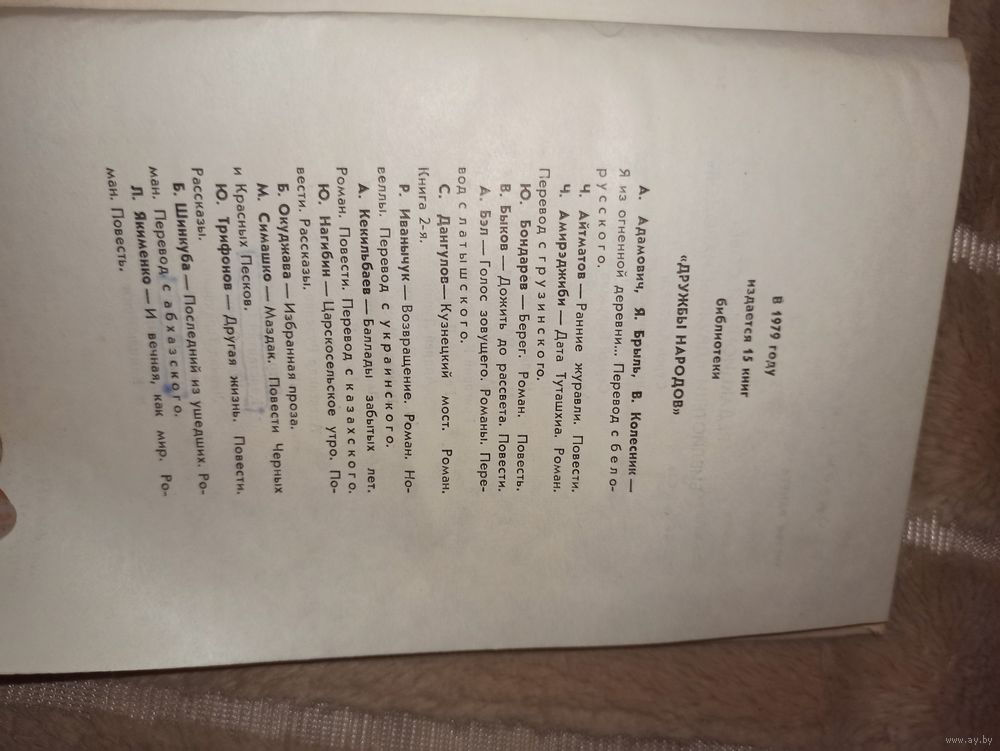 В 1979 году
издается 15 книг
библиотеки
«ДРУЖБЫ НАРОДОВ»
А. Адамович, Я. Брыль, В. Колесник —
Я из огненной деревни... Перевод с бело-
русского.
Ч. Айтматов — Ранние журавли. Повести.
Ч. Амирэджиби — Дата Туташхиа. Роман.
Перевод с грузинского.
Ю. Бондарев — Берег. Роман. Повесть.
В. Быков — Дожить до рассвета. Повести.
А. Бэл — Голос зовущего. Романы. Пере-
вод с латышского.
С. Дангулов — Кузнецкий мост. Роман.
Книга 2-я.
Р. Иванычук — Возвращение. Роман. Но-
веллы. Перевод с украинского.
А. Кекильбаев — Баллады забытых лет.
Роман. Повести. Перевод с казахского.
Ю. Нагибин — Царскосельское утро. По-
вести. Рассказы.
Б. Окуджава — Избранная проза.
М. Симашко — Маздак. Повести Черных
и Красных Песков.
Ю. Трифонов — Другая жизнь. Повести.
Рассказы.
Б. Шинкуба — Последний из ушедших. Ро-
ман. Перевод с абхазского.
Л. Якименко — И вечная, как мир. Ро-
ман. Повесть.
www.ay.by